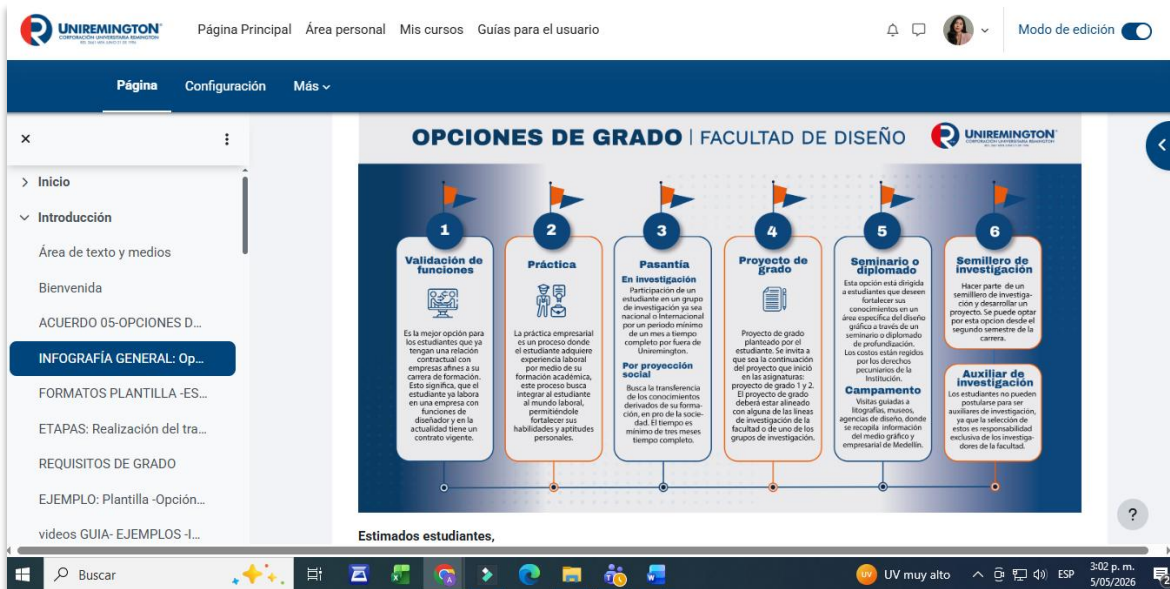 UNIREMINGTON
CORPORACIÓN UNIVERSITARIA REMINGTON
Página Principal Área personal Mis cursos Guías para el usuario
Modo de edición
Página Configuración Más
Inicio
Introducción
Área de texto y medios
Bienvenida
ACUERDO 05-OPCIONES D...
INFOGRAFÍA GENERAL: Op...
FORMATOS PLANTILLA -ES...
ETAPAS: Realización del tra...
REQUISITOS DE GRADO
EJEMPLO: Plantilla -Opción...
videos GUIA- EJEMPLOS -I...
OPCIONES DE GRADO | FACULTAD DE DISEÑO
UNIREMINGTON
CORPORACIÓN UNIVERSITARIA REMINGTON
1
Validación de
funciones
Es la mejor opción para
los estudiantes que ya
tengan una relación
contractual con
empresas afines a su
carrera de formación.
Esto significa, que el
estudiante ya labora
en una empresa con
funciones de
diseñador y en la
actualidad tiene un
contrato vigente.
2
Práctica
La práctica empresarial
es un proceso donde
el estudiante adquiere
experiencia laboral
por medio de su
formación académica,
este proceso busca
integrar al estudiante
al mundo laboral,
permitiéndole
fortalecer sus
habilidades y aptitudes
personales.
3
Pasantía
En investigación
Participación de un
estudiante en un grupo
de investigación ya sea
nacional o Internacional
por un periodo mínimo
de un mes a tiempo
completo por fuera de
Uniremington.
Por proyección
social
Busca la transferencia
de los conocimientos
derivados de su forma-
ción, en pro de la socie-
dad. El tiempo es
mínimo de tres meses
tiempo completo.
4
Proyecto de
grado
Proyecto de grado
planteado por el
estudiante. Se invita a
que sea la continuación
del proyecto que inició
en las asignaturas:
proyecto de grado 1 y 2.
El proyecto de grado
deberá estar alineado
con alguna de las líneas
de investigación de la
facultad o de uno de los
grupos de investigación.
5
Seminario o
diplomado
Esta opción está dirigida
a estudiantes que deseen
fortalecer sus
conocimientos en un
área específica del diseño
gráfico a través de un
seminario o diplomado
de profundización.
Los costos están regidos
por los derechos
pecuniarios de la
Institución.
Campamento
Visitas guiadas a
litografías, museos,
agencias de diseño, donde
se recopila información
del medio gráfico y
empresarial de Medellín.
6
Semillero de
investigación
Hacer parte de un
semillero de investiga-
ción y desarrollar un
proyecto. Se puede optar
por esta opcion desde el
segundo semestre de la
carrera.
Auxiliar de
investigación
Los estudiantes no pueden
postularse para ser
auxiliares de investigación,
ya que la selección de
estos es responsabilidad
exclusiva de los investiga-
dores de la facultad.
Estimados estudiantes,
?
Buscar
UV
UV muy alto
ESP
3:02 p. m.
5/05/2026
2